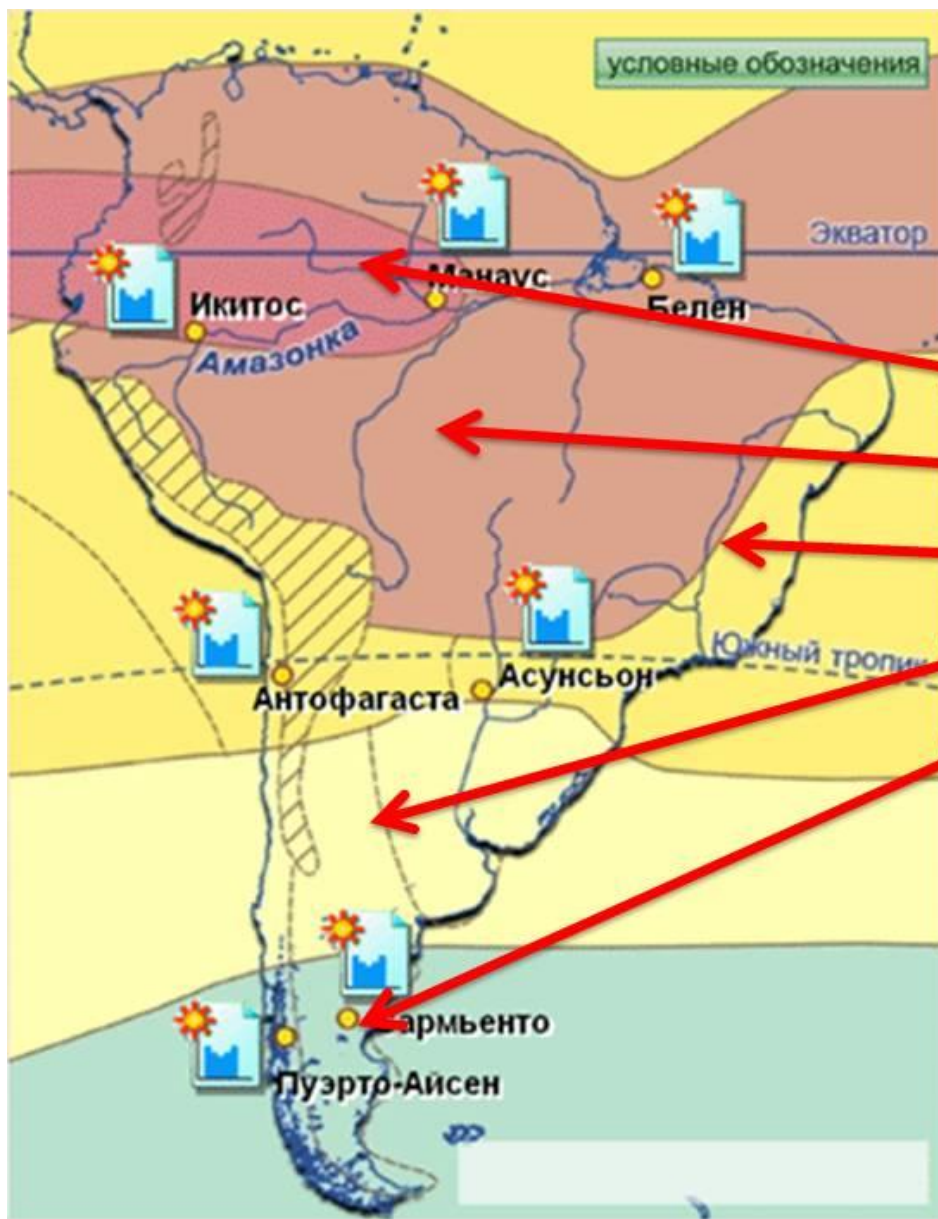 условные обозначения
Экватор
Манаус
Белен
Икитос
Амазонка
Южный тропик
Асунсьон
Антофагаста
армьенто
Пуэрто-Айсен